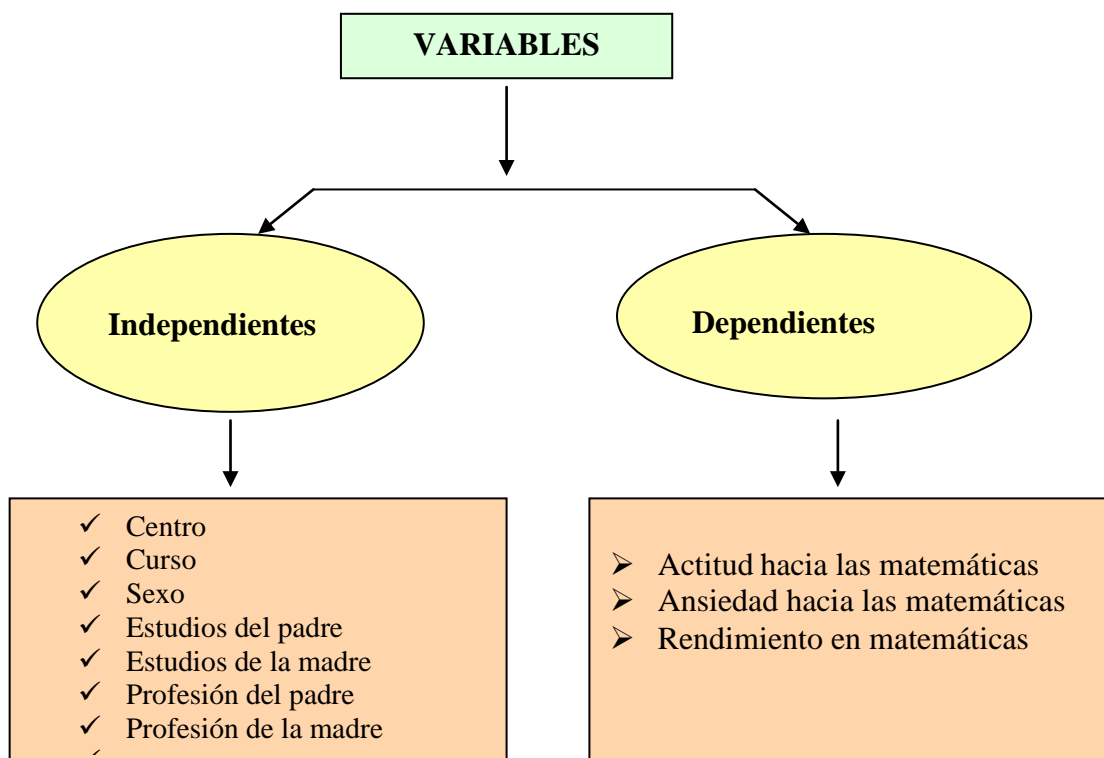 VARIABLES
Independientes
Dependientes
✓ Centro
✓ Curso
✓ Sexo
✓ Estudios del padre
✓ Estudios de la madre
✓ Profesión del padre
✓ Profesión de la madre
➢ Actitud hacia las matemáticas
➢ Ansiedad hacia las matemáticas
➢ Rendimiento en matemáticas